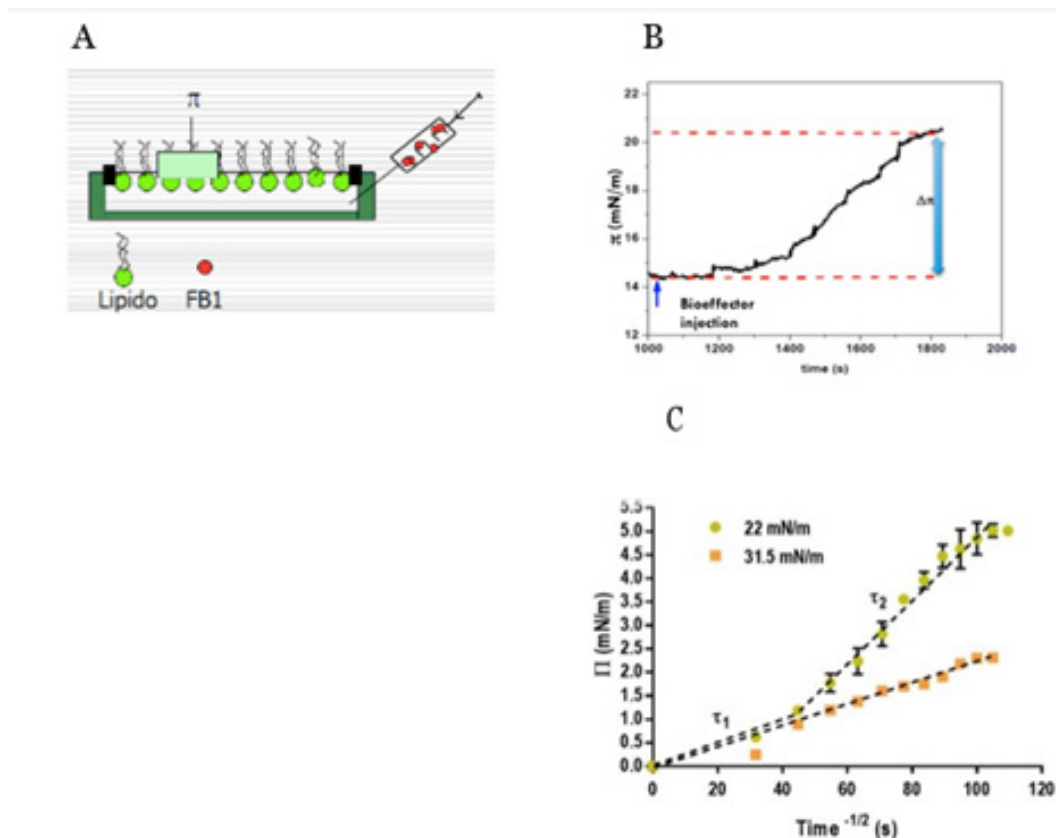 A
π
Lipido FB1
B
π (mN/m)
22
20
18
16
14
12
Δπ
Bioeffector
injection
1000 1200 1400 1600 1800 2000
time (s)
C
Π (mN/m)
5.5
5.0
4.5
4.0
3.5
3.0
2.5
2.0
1.5
1.0
0.5
0.0
22 mN/m
31.5 mN/m
τ2
τ1
0 20 40 60 80 100 120
Time -1/2 (s)